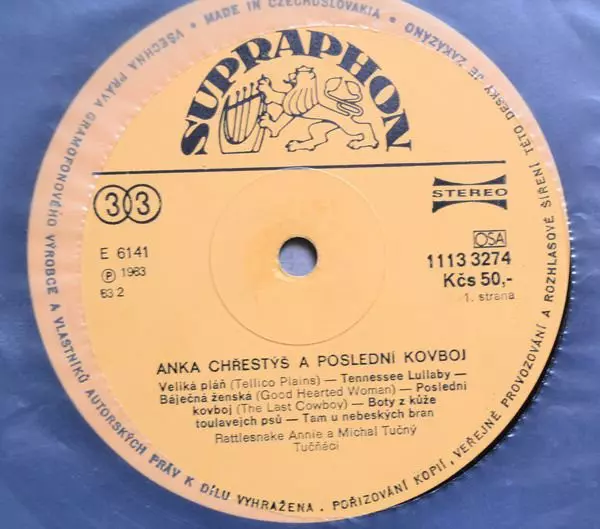 MADE IN CZECHOSLOVAKIA • VŠECHNA PRÁVA GRAMOFONOVÉHO VÝROBCE A VLASTNÍKŮ AUTORSKÝCH PRÁV K DÍLU VYHRAŽENA. POŘIZOVÁNÍ KOPIÍ, VEŘEJNÉ PROVOZOVÁNÍ A ROZHLASOVÉ ŠÍŘENÍ TÉTO DESKY JE ZAKÁZÁNO
SUPRAPHON
33
STEREO
E 6141
Ⓟ 1983
83 2
OSA
1113 3274
Kčs 50,-
1. strana
ANKA CHŘESTÝŠ A POSLEDNÍ KOVBOJ
Veliká pláň (Tellico Plains) — Tennessee Lullaby —
Báječná ženská (Good Hearted Woman) — Poslední
kovboj (The Last Cowboy) — Boty z kůže
toulavejch psů — Tam u nebeských bran
Rattlesnake Annie a Michal Tučný
Tučňáci